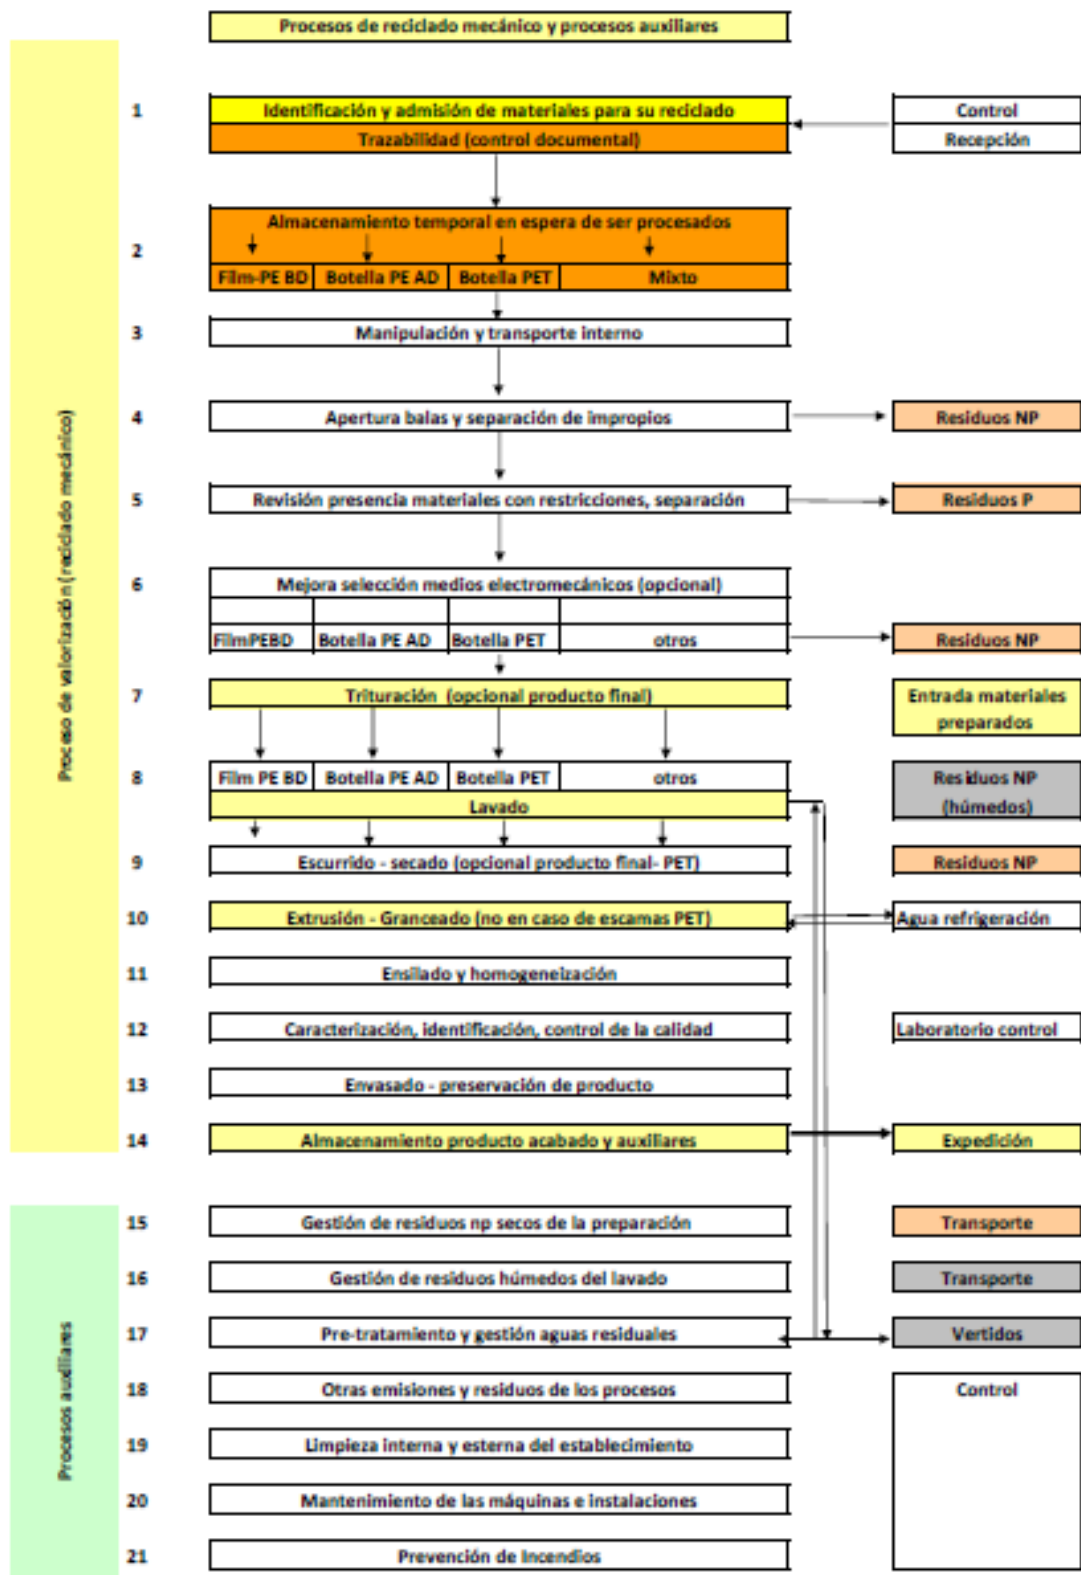 Procesos de reciclado mecánico y procesos auxiliares
Proceso de valorización (reciclado mecánico)
1
Identificación y admisión de materiales para su reciclado
Control
Trazabilidad (control documental)
Recepción
2
Almacenamiento temporal en espera de ser procesados
Film-PE BD
Botella PE AD
Botella PET
Mixto
3
Manipulación y transporte interno
4
Apertura balas y separación de impropios
Residuos NP
5
Revisión presencia materiales con restricciones, separación
Residuos P
6
Mejora selección medios electromecánicos (opcional)
FilmPEBD
Botella PE AD
Botella PET
otros
Residuos NP
7
Trituración (opcional producto final)
Entrada materiales
preparados
8
Film PE BD
Botella PE AD
Botella PET
otros
Residuos NP
Lavado
(húmedos)
9
Escurrido - secado (opcional producto final- PET)
Residuos NP
10
Extrusión - Granceado (no en caso de escamas PET)
Agua refrigeración
11
Ensilado y homogeneización
12
Caracterización, identificación, control de la calidad
Laboratorio control
13
Envasado - preservación de producto
14
Almacenamiento producto acabado y auxiliares
Expedición
Procesos auxiliares
15
Gestión de residuos np secos de la preparación
Transporte
16
Gestión de residuos húmedos del lavado
Transporte
17
Pre-tratamiento y gestión aguas residuales
Vertidos
18
Otras emisiones y residuos de los procesos
Control
19
Limpieza interna y esterna del establecimiento
20
Mantenimiento de las máquinas e instalaciones
21
Prevención de Incendios